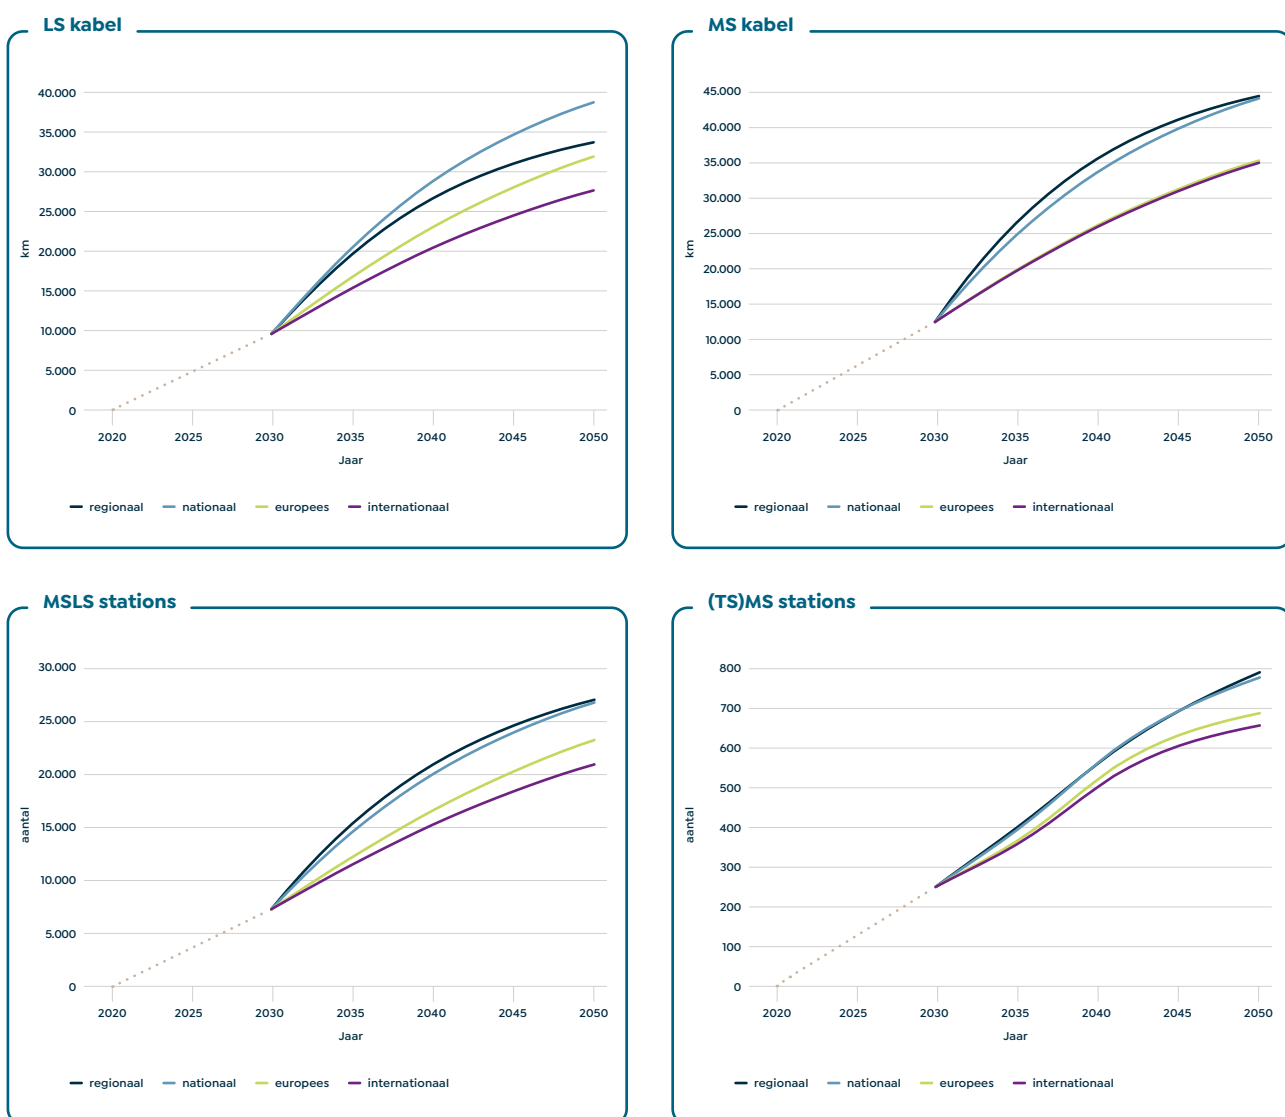 LS kabel
40.000
35.000
30.000
25.000
20.000
15.000
10.000
5.000
0
km
2020 2025 2030 2035 2040 2045 2050
Jaar
regionaal nationaal europees internationaal
MS kabel
45.000
40.000
35.000
30.000
25.000
20.000
15.000
10.000
5.000
0
km
2020 2025 2030 2035 2040 2045 2050
Jaar
regionaal nationaal europees internationaal
MSLS stations
30.000
25.000
20.000
15.000
10.000
5.000
0
aantal
2020 2025 2030 2035 2040 2045 2050
Jaar
regionaal nationaal europees internationaal
(TS)MS stations
800
700
600
500
400
300
200
100
0
aantal
2020 2025 2030 2035 2040 2045 2050
Jaar
regionaal nationaal europees internationaal